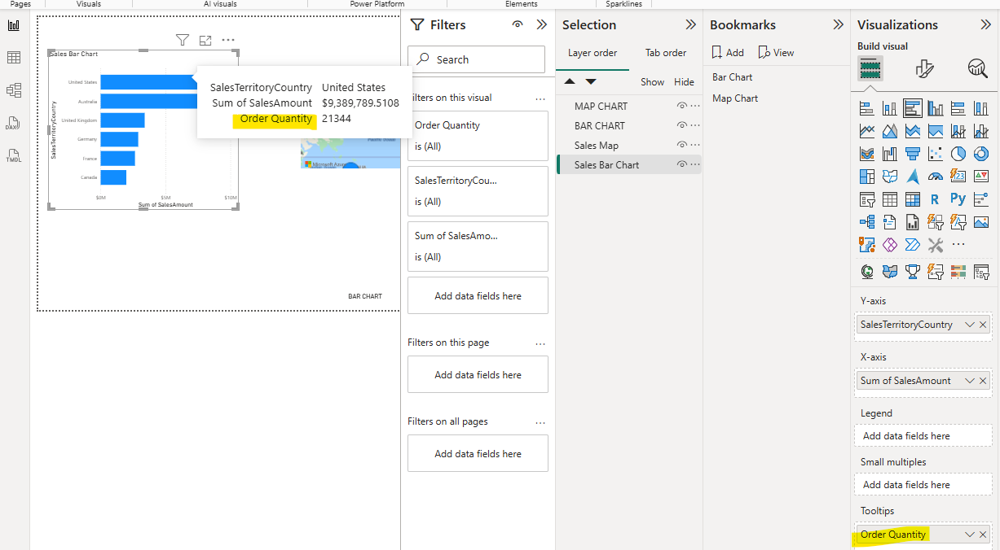 Pages Visuals AI visuals Power Platform Elements Sparklines
Sales Bar Chart
United States
Australia
United Kingdom
Germany
France
Canada
SalesTerritoryCountry
$0M $5M $10M
Sum of SalesAmount
SalesTerritoryCountry United States
Sum of SalesAmount $9,389,789.5108
Order Quantity 21344
Microsoft Azure
BAR CHART
DAX
TMDL
Filters
Search
ilters on this visual ...
Order Quantity
is (All)
SalesTerritoryCou...
is (All)
Sum of SalesAmo...
is (All)
Add data fields here
Filters on this page ...
Add data fields here
Filters on all pages ...
Add data fields here
Selection
Layer order Tab order
Show Hide
MAP CHART ...
BAR CHART ...
Sales Map ...
Sales Bar Chart ...
Bookmarks
Add View
Bar Chart
Map Chart
Visualizations
Build visual
123
R Py
...
Y-axis
SalesTerritoryCountry
X-axis
Sum of SalesAmount
Legend
Add data fields here
Small multiples
Add data fields here
Tooltips
Order Quantity